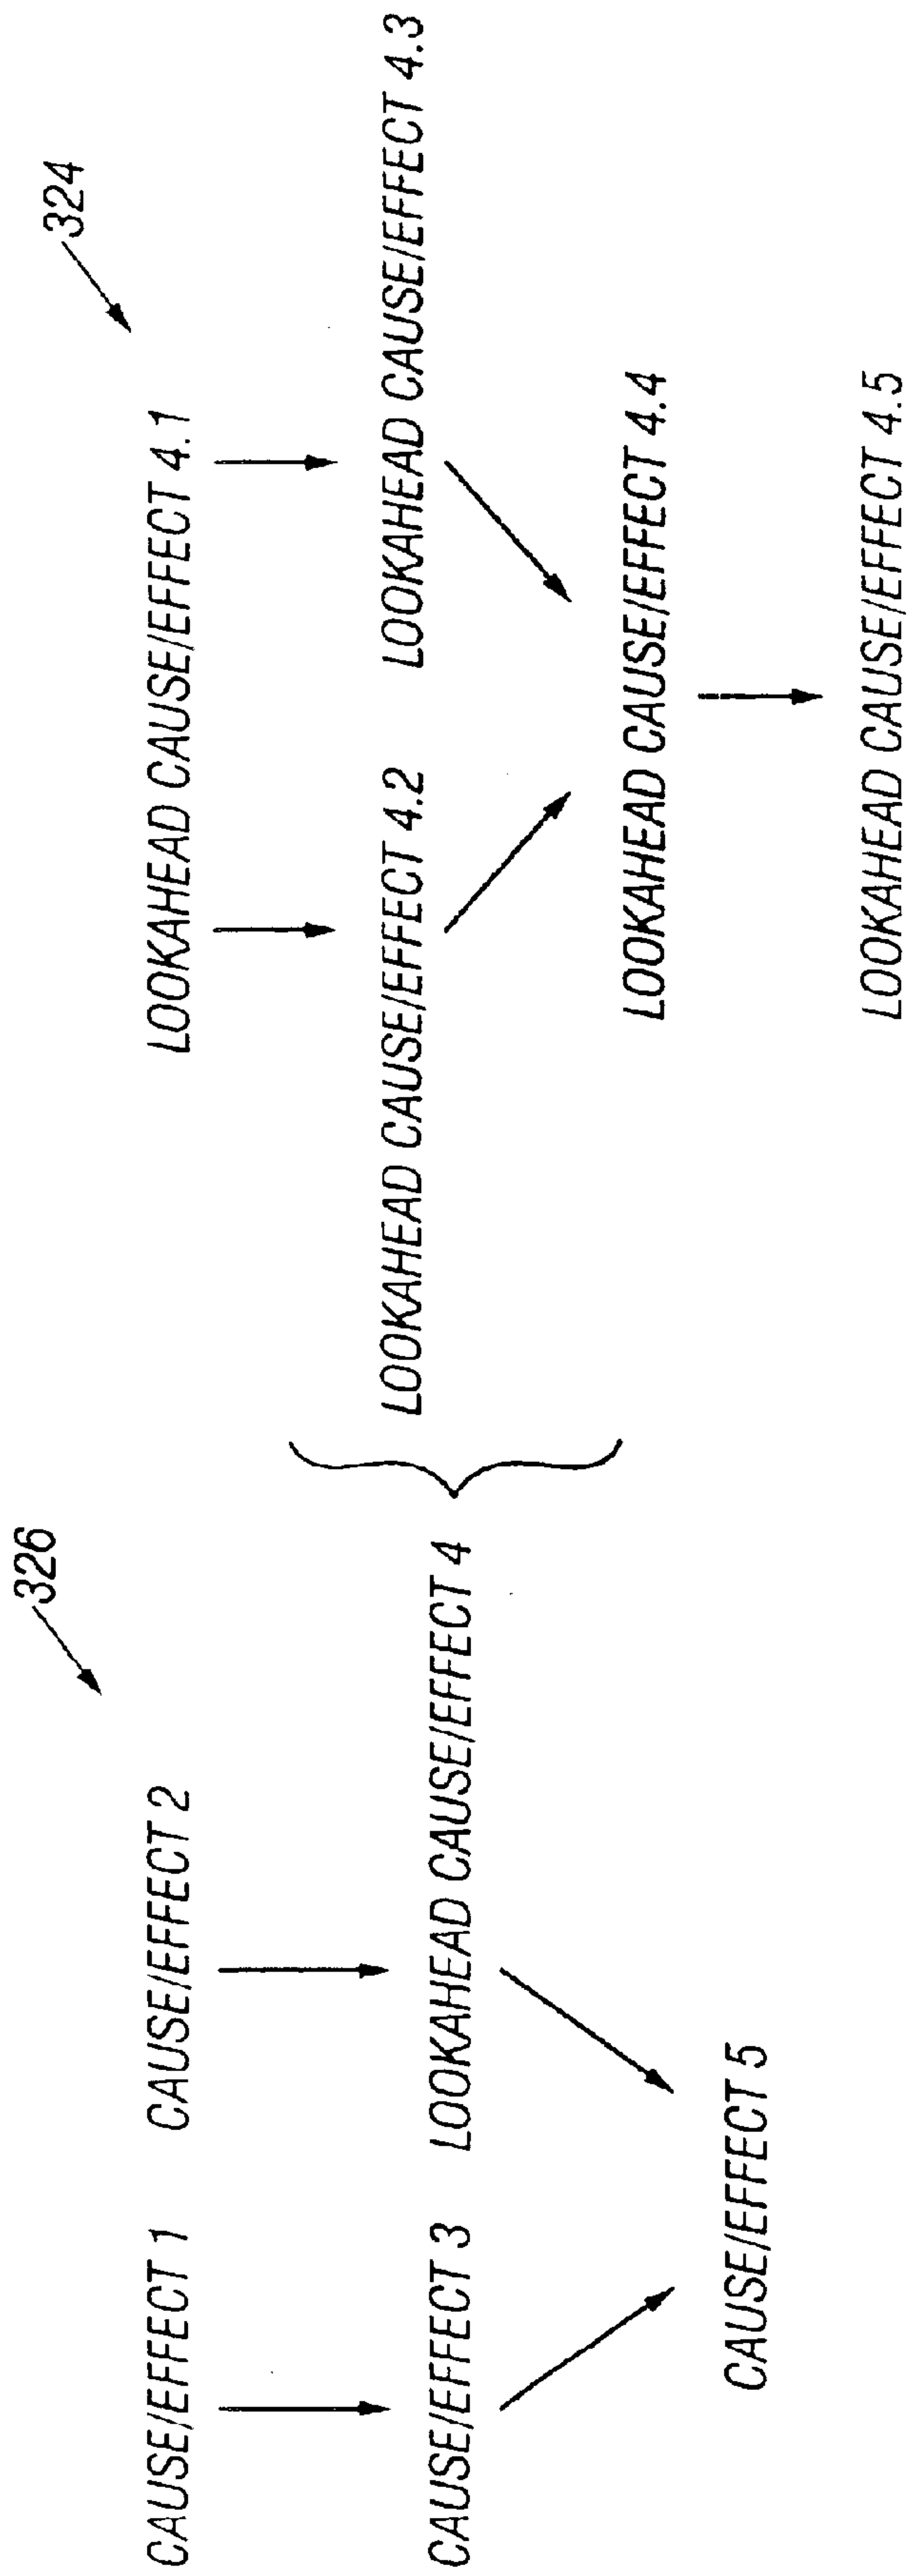 326
324
CAUSE/EFFECT 1
CAUSE/EFFECT 2
LOOKAHEAD CAUSE/EFFECT 4.1
CAUSE/EFFECT 3
LOOKAHEAD CAUSE/EFFECT 4
LOOKAHEAD CAUSE/EFFECT 4.2
LOOKAHEAD CAUSE/EFFECT 4.3
LOOKAHEAD CAUSE/EFFECT 4.4
CAUSE/EFFECT 5
LOOKAHEAD CAUSE/EFFECT 4.5